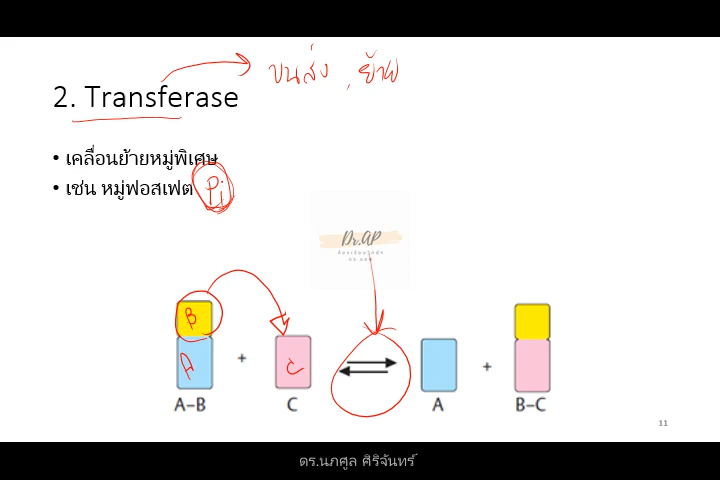 ขนส่ง , ย้าย
2. Transferase
• เคลื่อนย้ายหมู่พิเศษ
• เช่น หมู่ฟอสเฟต Pi
Dr.AP
B
A + C + 
A–B C A B–C
11
ดร.นภศูล ศิริจันทร์